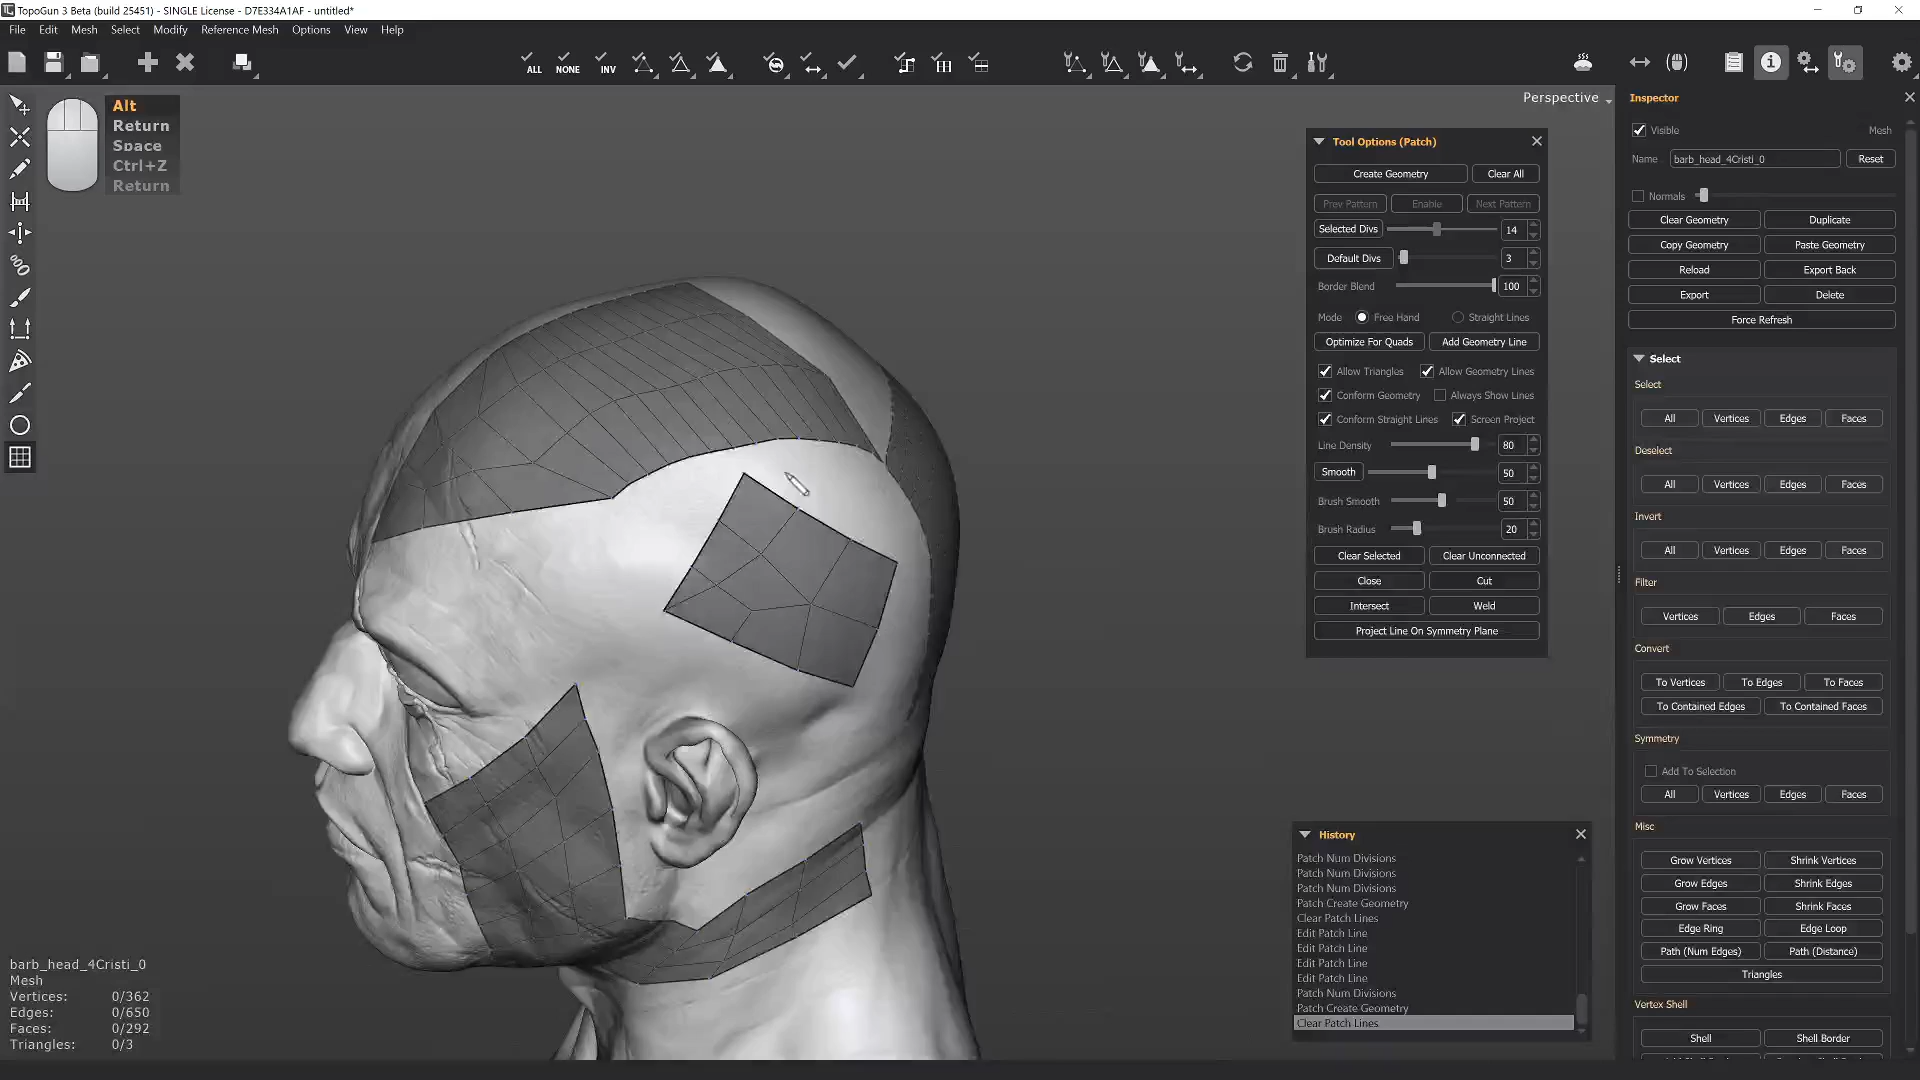 TopoGun 3 Beta (build 25451) - SINGLE License - D7E334A1AF - untitled*
File Edit Mesh Select Modify Reference Mesh Options View Help
ALL NONE INV
Alt
Return
Space
Ctrl+Z
Return
Perspective
Tool Options (Patch)
Create Geometry Clear All
Prev Pattern Enable Next Pattern
Selected Divs 14
Default Divs 3
Border Blend 100
Mode Free Hand Straight Lines
Optimize For Quads Add Geometry Line
Allow Triangles Allow Geometry Lines
Conform Geometry Always Show Lines
Conform Straight Lines Screen Project
Line Density 80
Smooth 50
Brush Smooth 50
Brush Radius 20
Clear Selected Clear Unconnected
Close Cut
Intersect Weld
Project Line On Symmetry Plane
History
Patch Num Divisions
Patch Num Divisions
Patch Num Divisions
Patch Create Geometry
Clear Patch Lines
Edit Patch Line
Edit Patch Line
Edit Patch Line
Edit Patch Line
Patch Num Divisions
Patch Create Geometry
Clear Patch Lines
barb_head_4Cristi_0
Mesh
Vertices: 0/362
Edges: 0/650
Faces: 0/292
Triangles: 0/3
Inspector
Visible Mesh
Name barb_head_4Cristi_0 Reset
Normals
Clear Geometry Duplicate
Copy Geometry Paste Geometry
Reload Export Back
Export Delete
Force Refresh
Select
Select
All Vertices Edges Faces
Deselect
All Vertices Edges Faces
Invert
All Vertices Edges Faces
Filter
Vertices Edges Faces
Convert
To Vertices To Edges To Faces
To Contained Edges To Contained Faces
Symmetry
Add To Selection
All Vertices Edges Faces
Misc
Grow Vertices Shrink Vertices
Grow Edges Shrink Edges
Grow Faces Shrink Faces
Edge Ring Edge Loop
Path (Num Edges) Path (Distance)
Triangles
Vertex Shell
Shell Shell Border